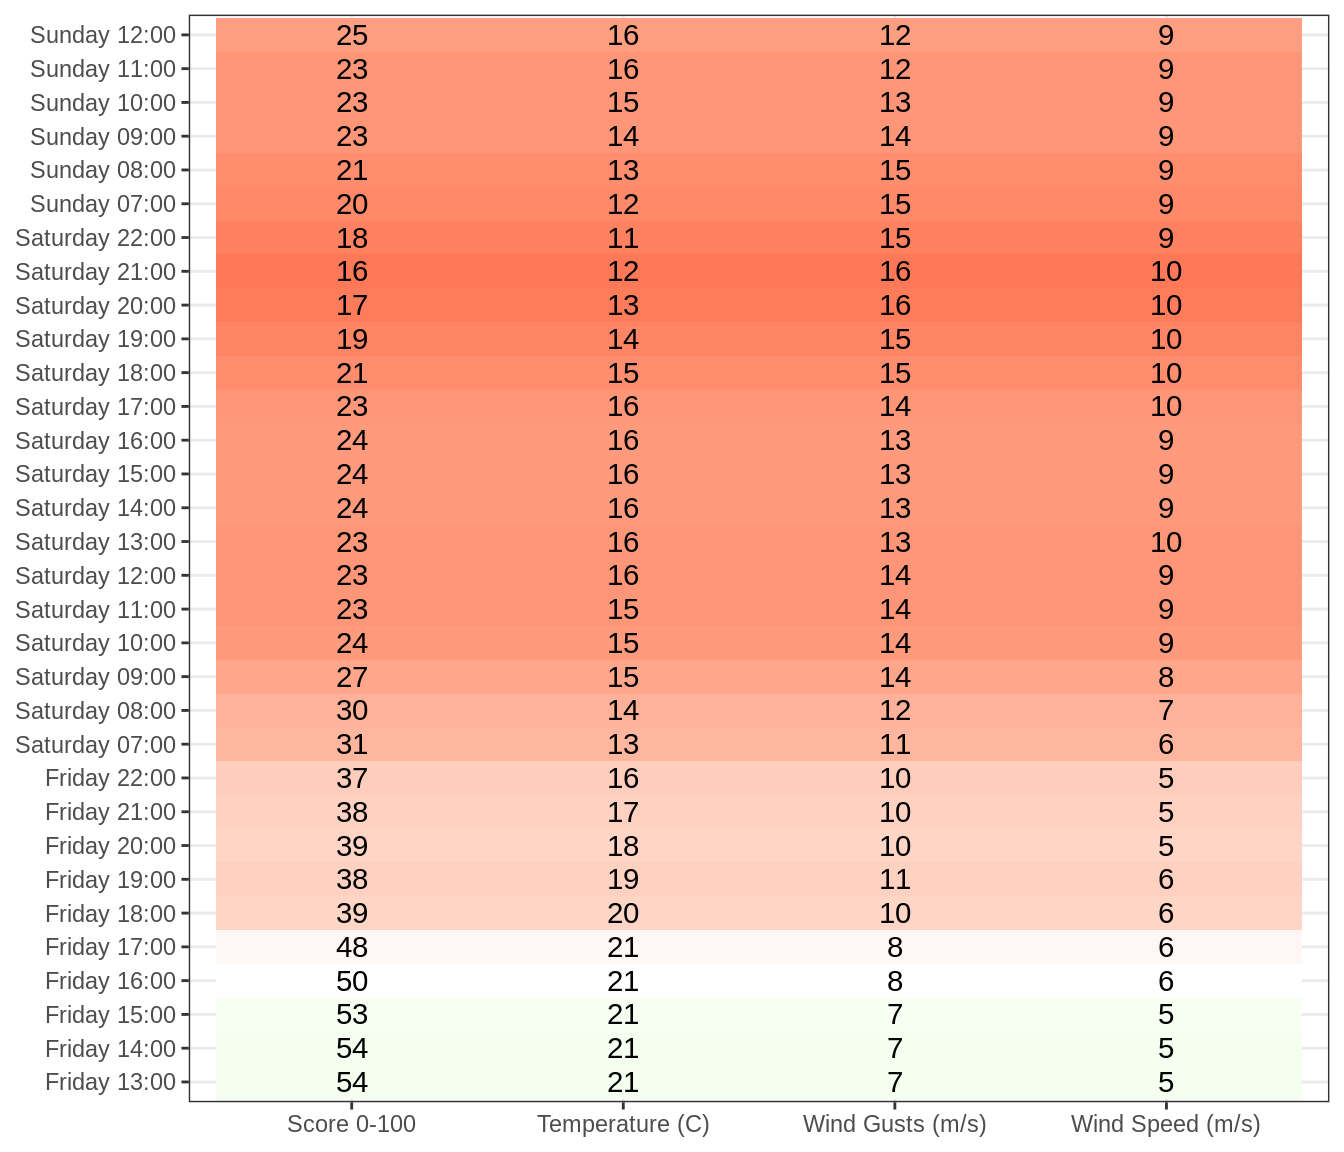 Sunday 12:00 25 16 12 9
Sunday 11:00 23 16 12 9
Sunday 10:00 23 15 13 9
Sunday 09:00 23 14 14 9
Sunday 08:00 21 13 15 9
Sunday 07:00 20 12 15 9
Saturday 22:00 18 11 15 9
Saturday 21:00 16 12 16 10
Saturday 20:00 17 13 16 10
Saturday 19:00 19 14 15 10
Saturday 18:00 21 15 15 10
Saturday 17:00 23 16 14 10
Saturday 16:00 24 16 13 9
Saturday 15:00 24 16 13 9
Saturday 14:00 24 16 13 9
Saturday 13:00 23 16 13 10
Saturday 12:00 23 16 14 9
Saturday 11:00 23 15 14 9
Saturday 10:00 24 15 14 9
Saturday 09:00 27 15 14 8
Saturday 08:00 30 14 12 7
Saturday 07:00 31 13 11 6
Friday 22:00 37 16 10 5
Friday 21:00 38 17 10 5
Friday 20:00 39 18 10 5
Friday 19:00 38 19 11 6
Friday 18:00 39 20 10 6
Friday 17:00 48 21 8 6
Friday 16:00 50 21 8 6
Friday 15:00 53 21 7 5
Friday 14:00 54 21 7 5
Friday 13:00 54 21 7 5
Score 0-100 Temperature (C) Wind Gusts (m/s) Wind Speed (m/s)